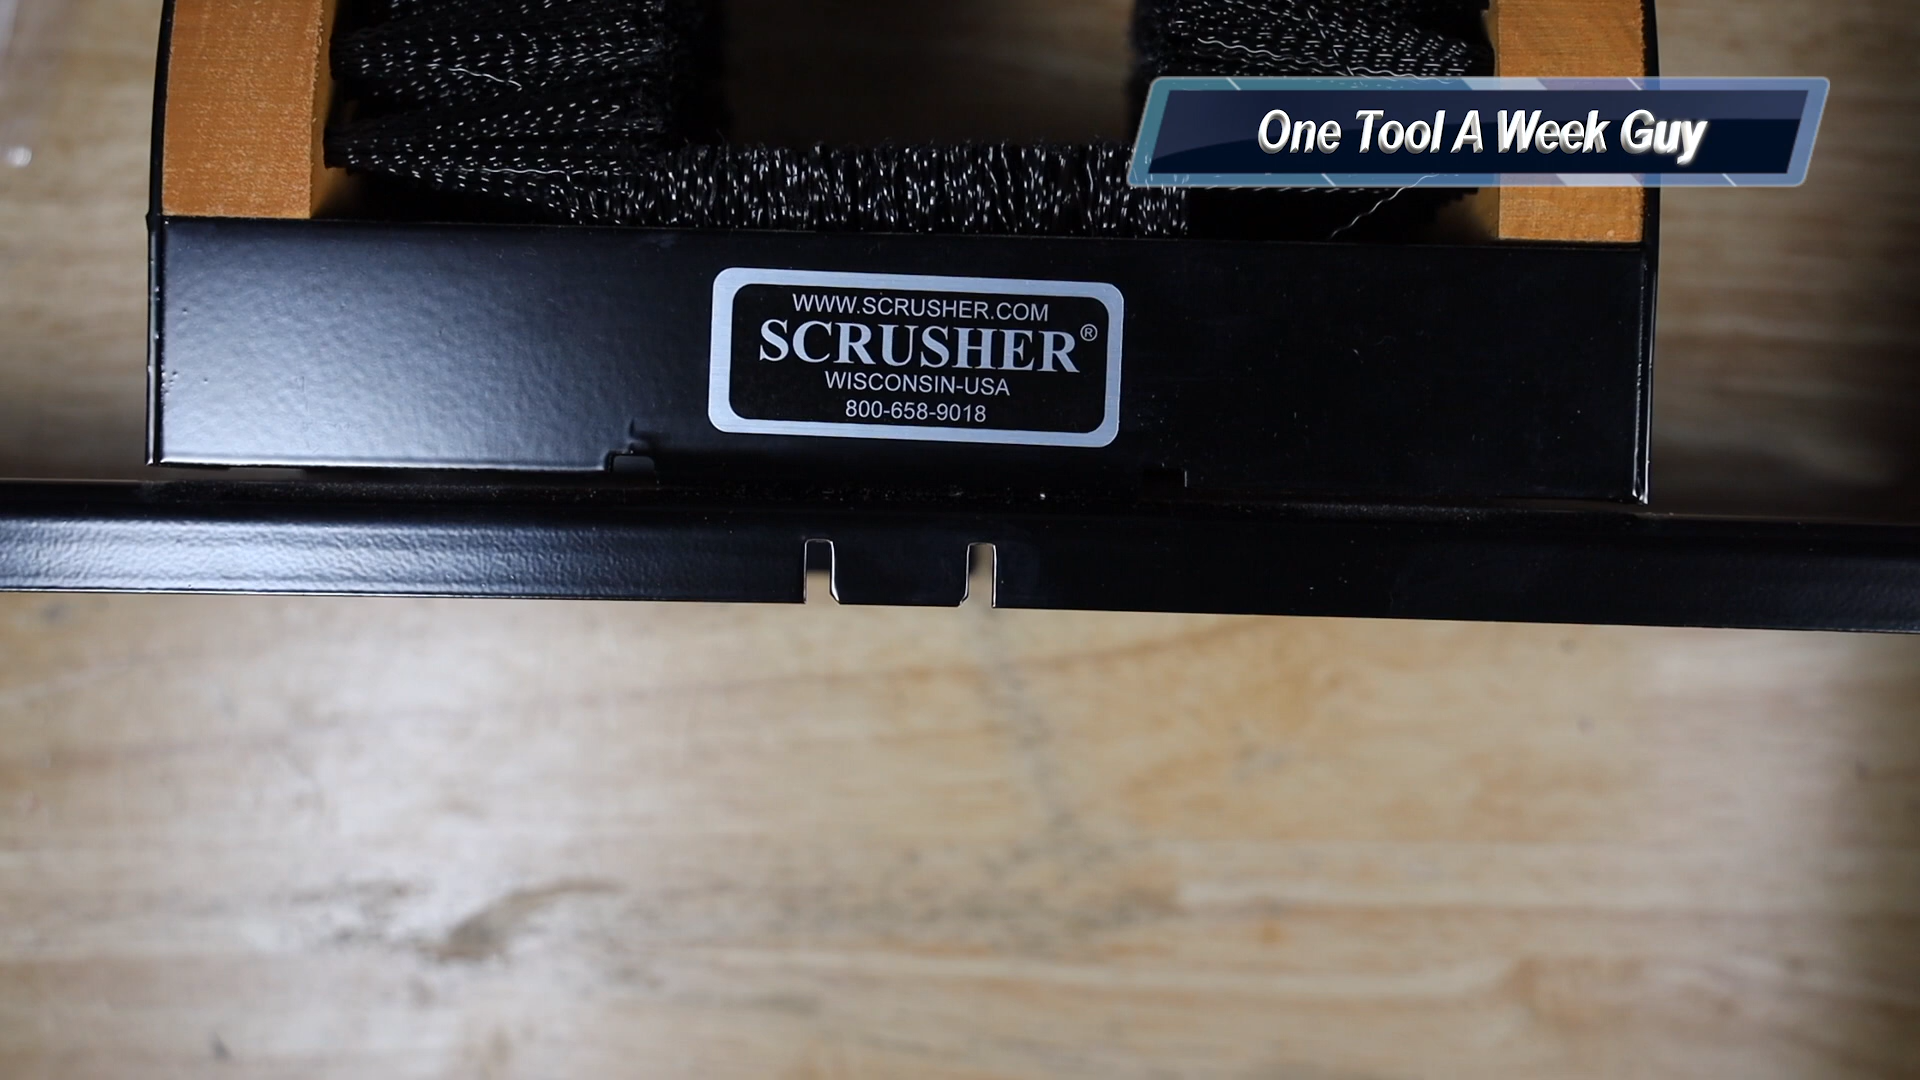 One Tool A Week Guy
WWW.SCRUSHER.COM
SCRUSHER®
WISCONSIN-USA
800-658-9018